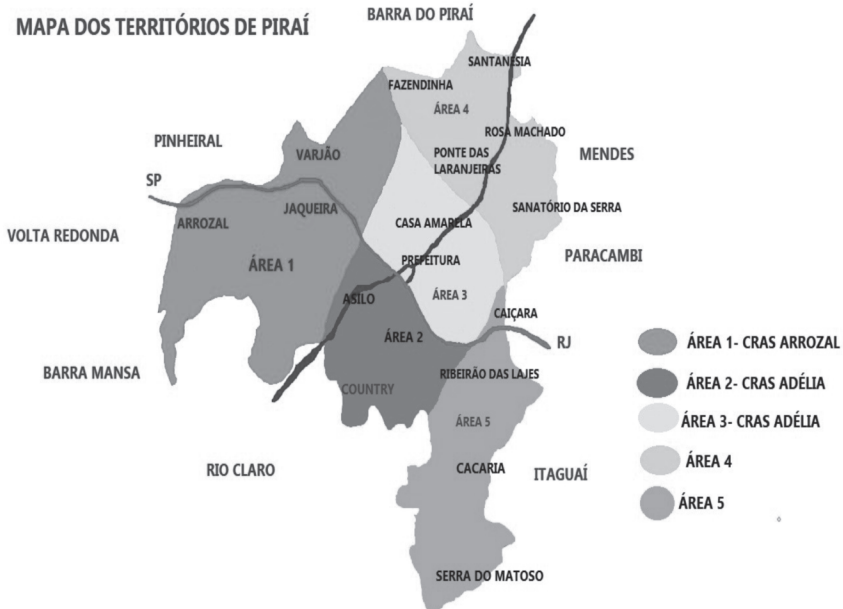 MAPA DOS TERRITÓRIOS DE PIRAÍ
BARRA DO PIRAÍ
SANTANESIA
FAZENDINHA
ÁREA 4
ROSA MACHADO
PINHEIRAL
VARJÃO
PONTE DAS
LARANJEIRAS
MENDES
SP
JAQUEIRA
SANATÓRIO DA SERRA
ARROZAL
CASA AMARELA
VOLTA REDONDA
PREFEITURA
PARACAMBI
ÁREA 1
ÁREA 3
ASILO
CAIÇARA
ÁREA 2
RJ
BARRA MANSA
RIBEIRÃO DAS LAJES
COUNTRY
ÁREA 5
RIO CLARO
CACARIA
ITAGUAÍ
SERRA DO MATOSO
ÁREA 1- CRAS ARROZAL
ÁREA 2- CRAS ADÉLIA
ÁREA 3- CRAS ADÉLIA
ÁREA 4
ÁREA 5